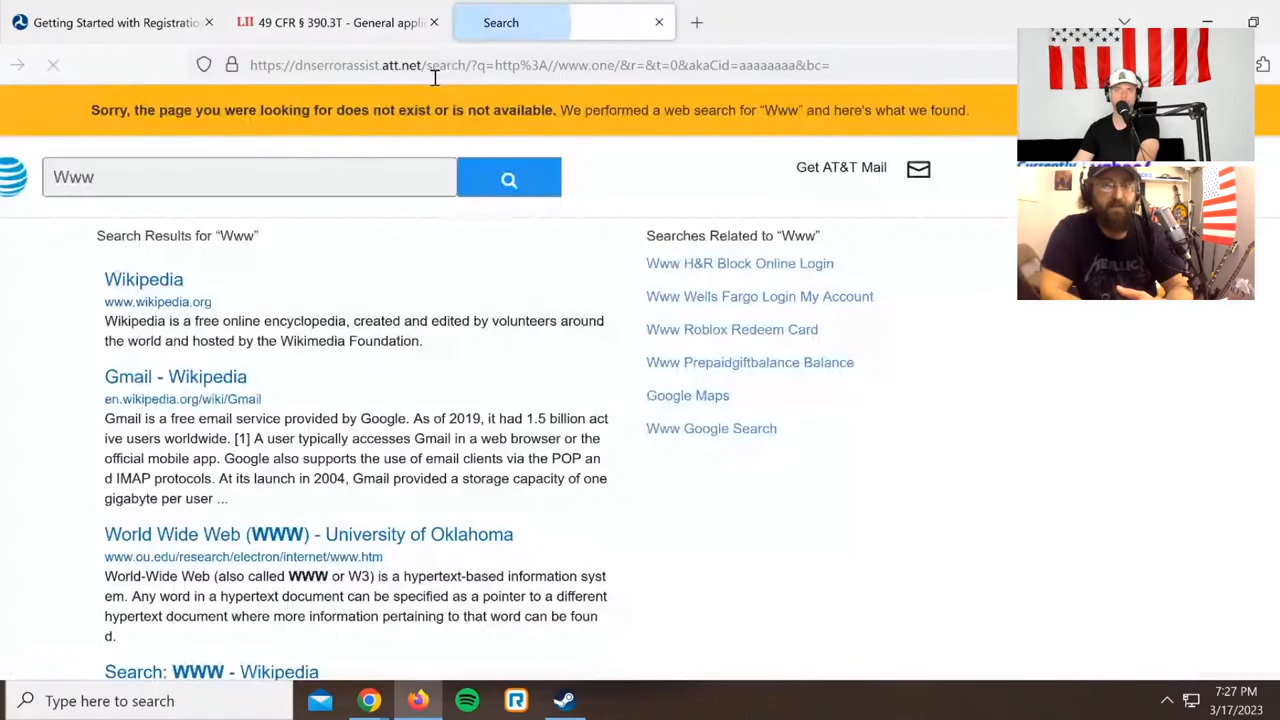 Getting Started with Registratio
LII 49 CFR § 390.3T - General appli
Search
https://dnserrorassist.att.net/search/?q=http%3A//www.one/&r=&t=0&akaCid=aaaaaaaa&bc=
Sorry, the page you were looking for does not exist or is not available. We performed a web search for “Www” and here's what we found.
Www
Get AT&T Mail
Currently
yahoo!
METALLICA
Search Results for “Www”
Wikipedia
www.wikipedia.org
Wikipedia is a free online encyclopedia, created and edited by volunteers around
the world and hosted by the Wikimedia Foundation.
Gmail - Wikipedia
en.wikipedia.org/wiki/Gmail
Gmail is a free email service provided by Google. As of 2019, it had 1.5 billion act
ive users worldwide. [1] A user typically accesses Gmail in a web browser or the
official mobile app. Google also supports the use of email clients via the POP an
d IMAP protocols. At its launch in 2004, Gmail provided a storage capacity of one
gigabyte per user ...
World Wide Web (WWW) - University of Oklahoma
www.ou.edu/research/electron/internet/www.htm
World-Wide Web (also called WWW or W3) is a hypertext-based information syst
em. Any word in a hypertext document can be specified as a pointer to a different
hypertext document where more information pertaining to that word can be foun
d.
Search: WWW - Wikipedia
Searches Related to “Www”
Www H&R Block Online Login
Www Wells Fargo Login My Account
Www Roblox Redeem Card
Www Prepaidgiftbalance Balance
Google Maps
Www Google Search
Type here to search
7:27 PM
3/17/2023